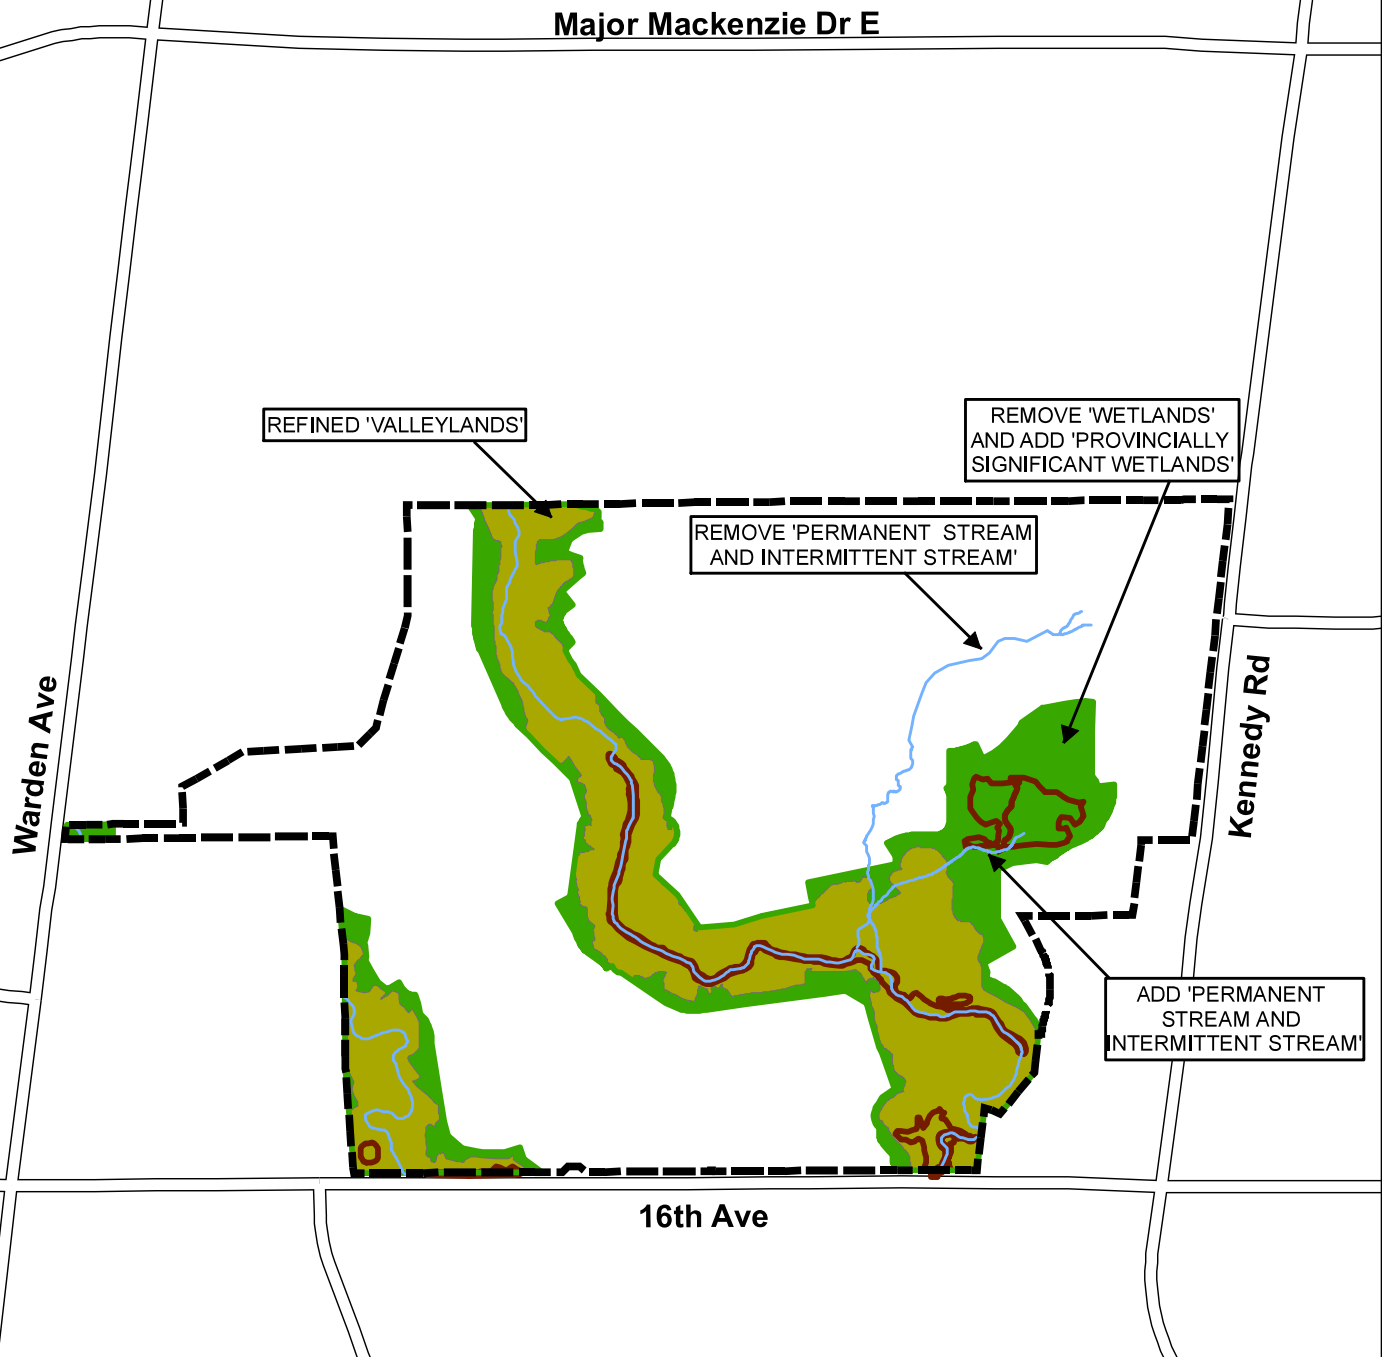 Major Mackenzie Dr E
REFINED 'VALLEYLANDS'
REMOVE 'WETLANDS'
AND ADD 'PROVINCIALLY
SIGNIFICANT WETLANDS'
REMOVE 'PERMANENT STREAM
AND INTERMITTENT STREAM'
Warden Ave
Kennedy Rd
ADD 'PERMANENT
STREAM AND
INTERMITTENT STREAM'
16th Ave